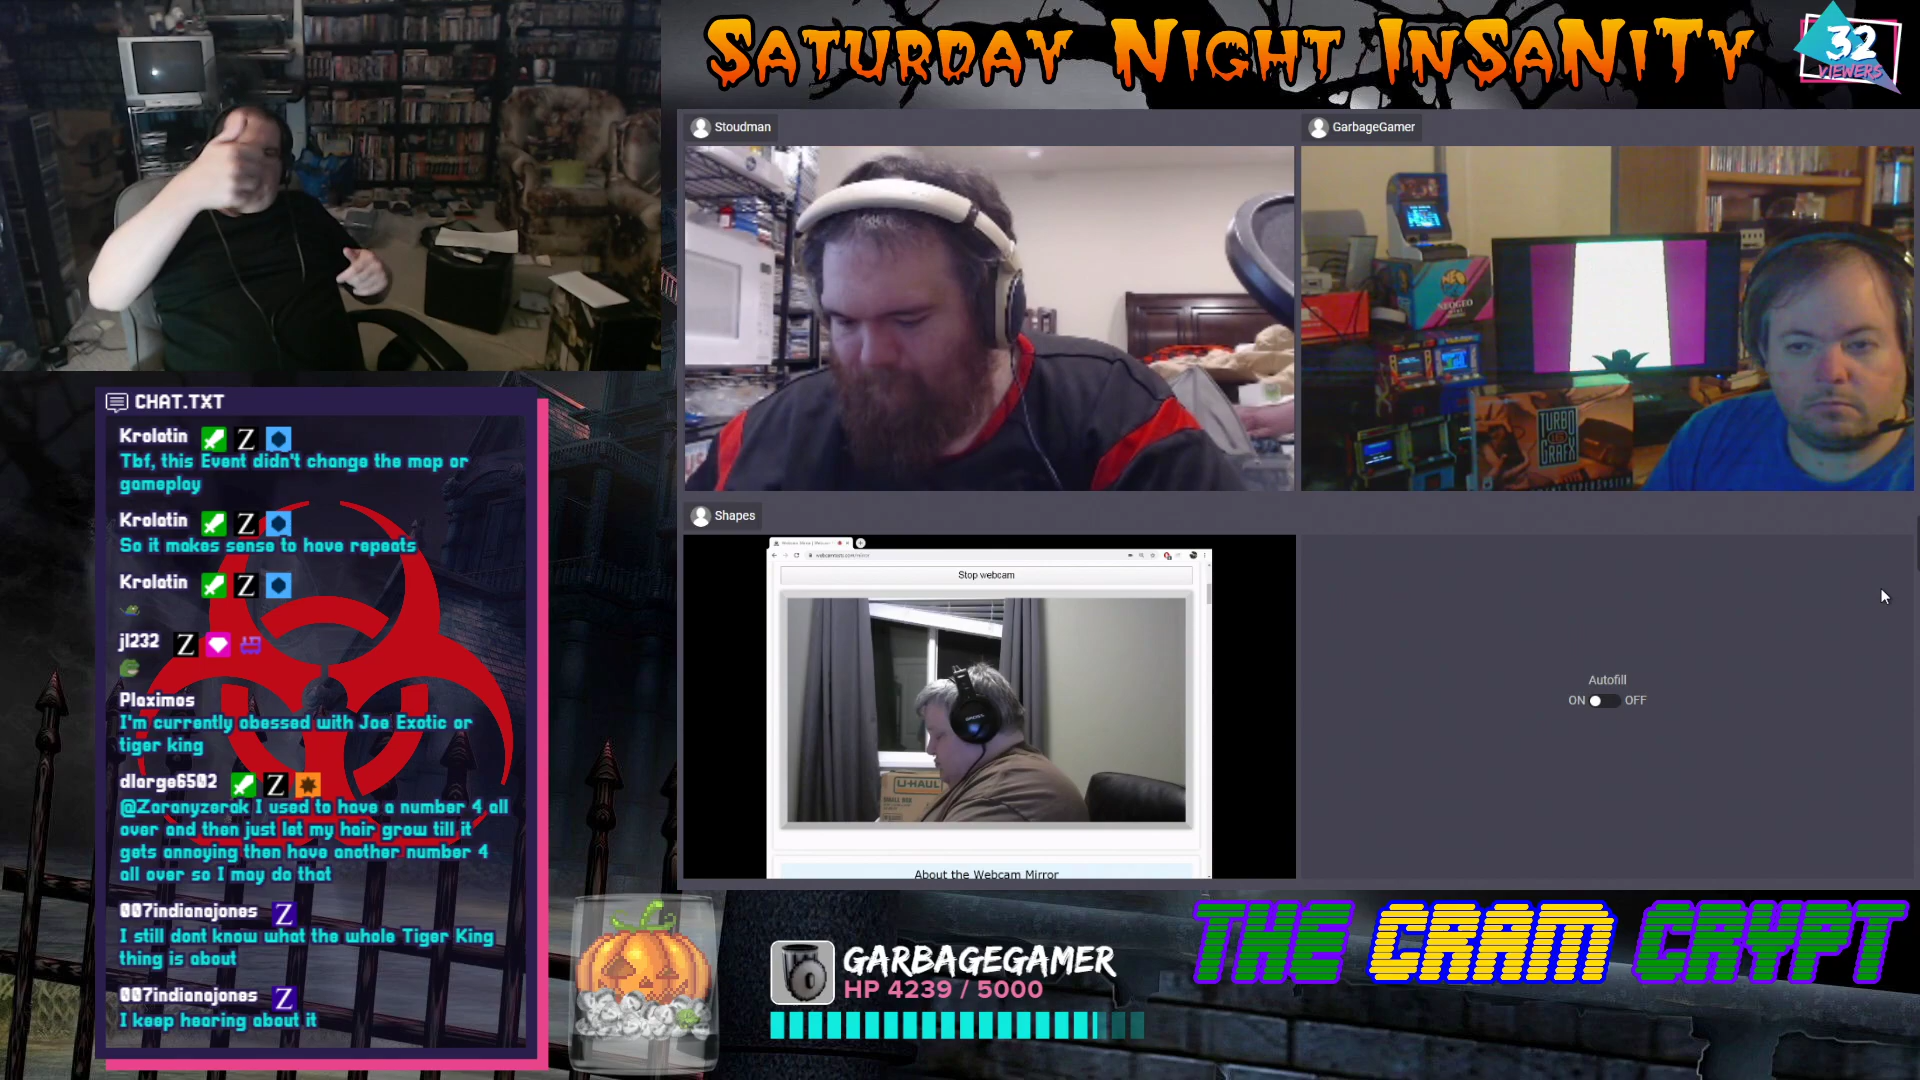 SATURDAY NIGHT INSANITY
32
VIEWERS
Stoudman
GarbageGamer
NEOGEO
TURBO
GRAFX
CHAT.TXT
Krolatin
Tbf, this Event didn't change the map or
gameplay
Krolatin
So it makes sense to have repeats
Krolatin
jl232
Plaximos
I'm currently obessed with Joe Exotic or
tiger king
dlarge6502
@Zaranyzerak I used to have a number 4 all
over and then just let my hair grow till it
gets annoying then have another number 4
all over so I may do that
007indianajones
I still dont know what the whole Tiger King
thing is about
007indianajones
I keep hearing about it
Shapes
Stop webcam
U-HAUL
SMALL BOX
About the Webcam Mirror
Autofill
ON OFF
GARBAGEGAMER
HP 4239 / 5000
THE CRAM CRYPT